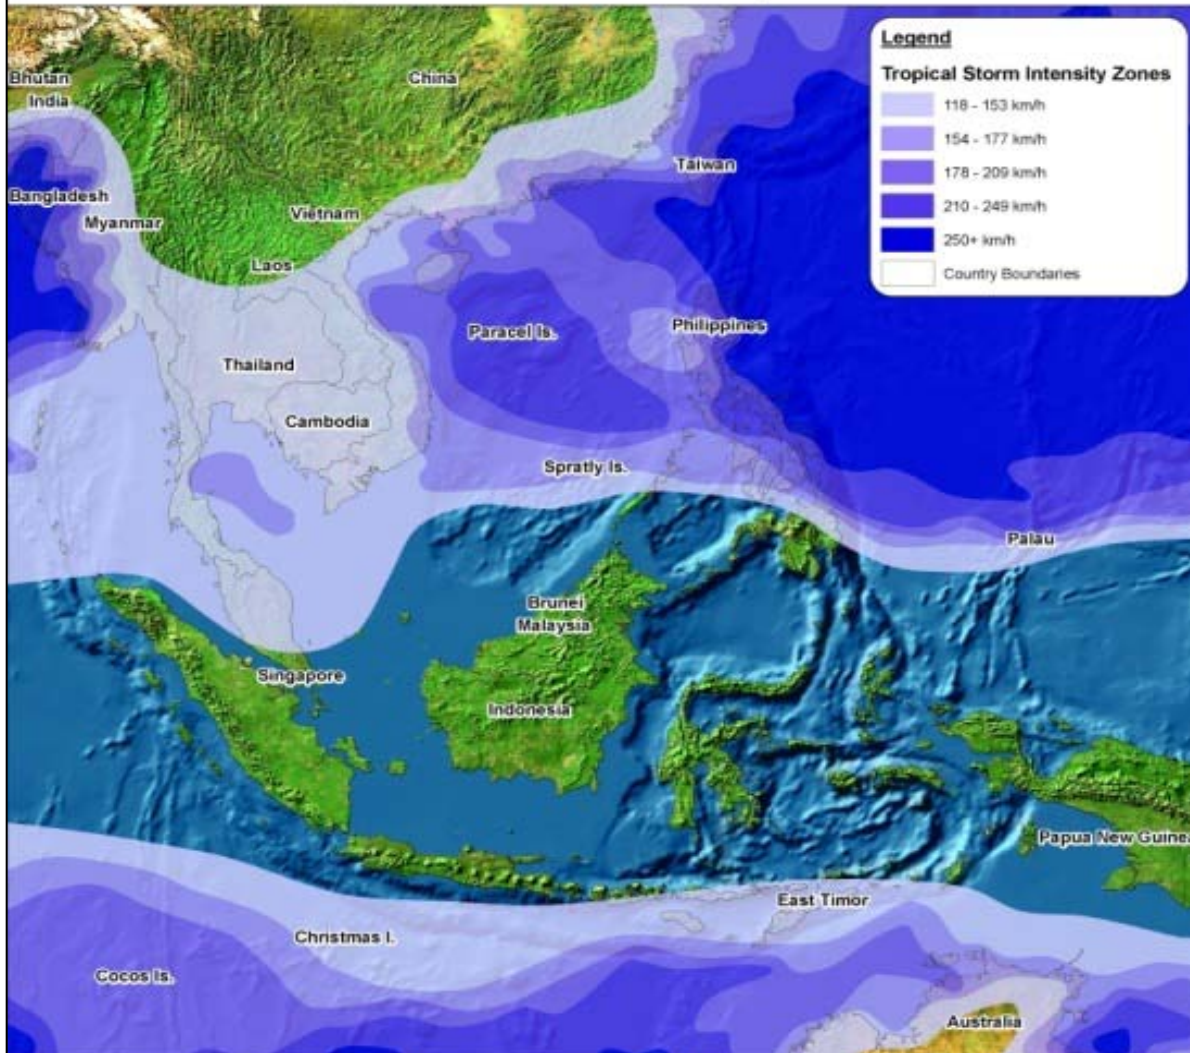 Legend
Tropical Storm Intensity Zones
118 - 153 km/h
154 - 177 km/h
178 - 209 km/h
210 - 249 km/h
250+ km/h
Country Boundaries
Bhutan
China
India
Taiwan
Bangladesh
Myanmar
Vietnam
Laos
Paracel Is.
Philippines
Thailand
Cambodia
Spratly Is.
Palau
Brunei
Malaysia
Singapore
Indonesia
Papua New Guinea
East Timor
Christmas I.
Cocos Is.
Australia